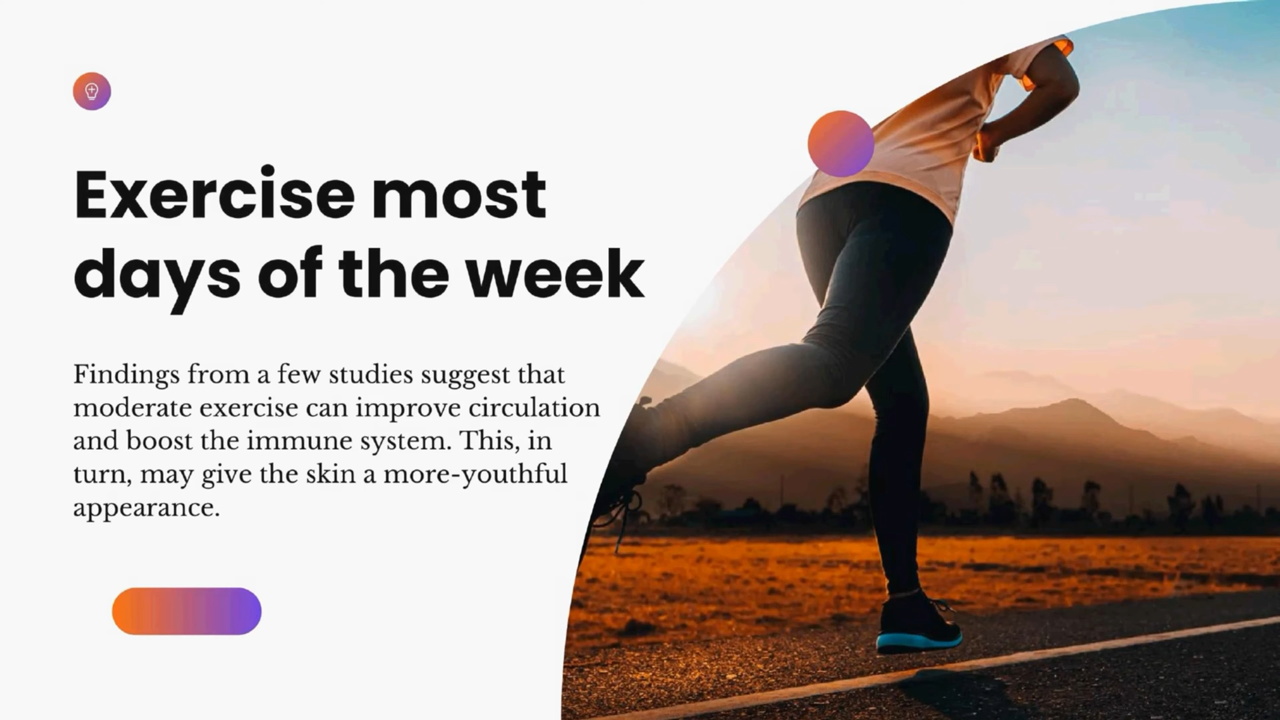 Exercise most
days of the week
Findings from a few studies suggest that
moderate exercise can improve circulation
and boost the immune system. This, in
turn, may give the skin a more-youthful
appearance.